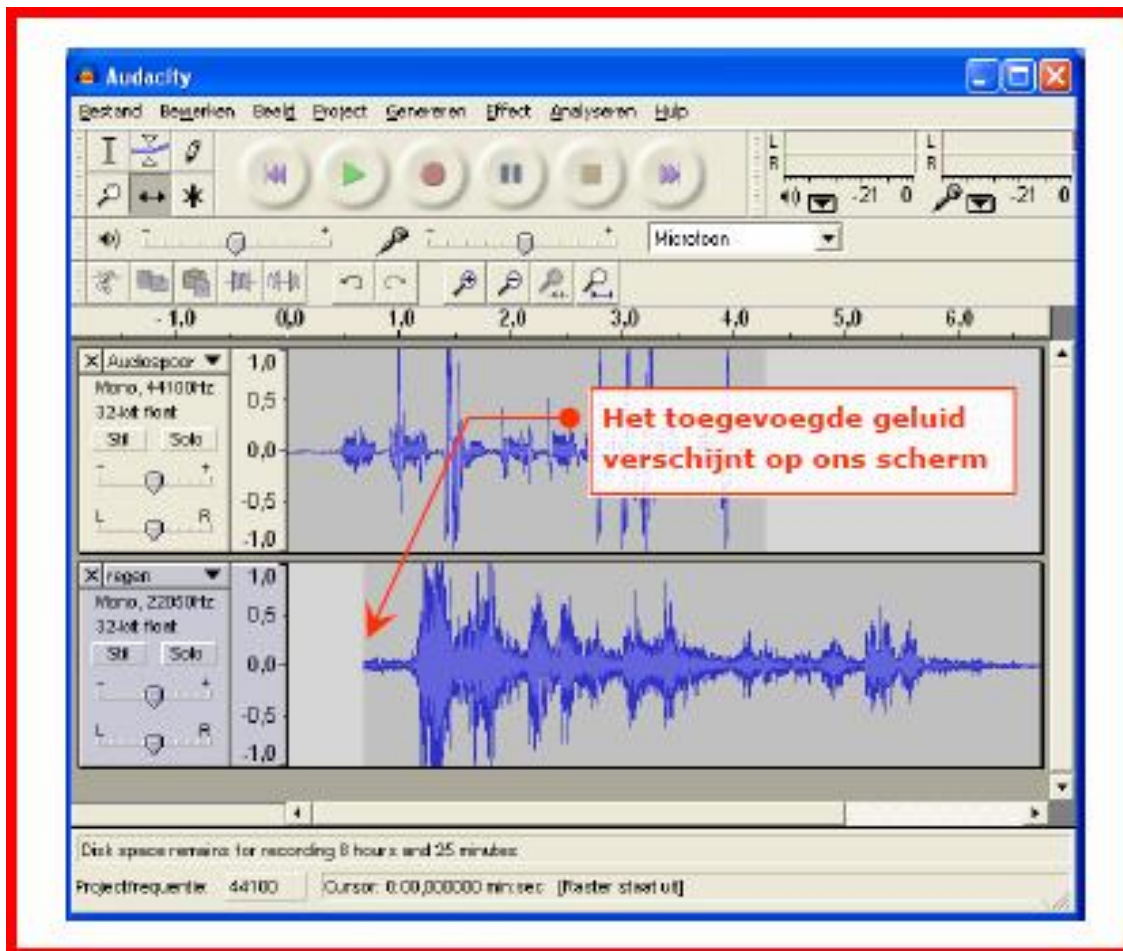 Audacity
Bestand Bewerken Beeld Project Genereren Effect Analyseren Hulp
L L
R R
-21 0 -21 0
- + - + Microfoon
- 1,0 0,0 1,0 2,0 3,0 4,0 5,0 6,0
X Audiospoor 1,0
Mono, 44100Hz
32-bit float 0,5
Stil Solo
0,0
- +
-0,5
L R
-1,0
Het toegevoegde geluid
verschijnt op ons scherm
X regen 1,0
Mono, 22050Hz
32-bit float 0,5
Stil Solo
0,0
- +
-0,5
L R
-1,0
Disk space remains for recording 8 hours and 25 minutes
Projectfrequentie: 44100 Cursor: 0:00,000000 min:sec [Raster staat uit]